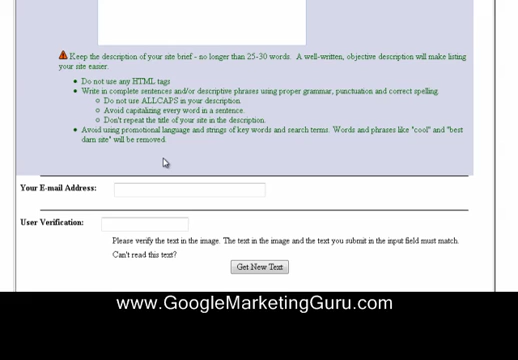 Keep the description of your site brief - no longer than 25-30 words. A well-written, objective description will make listing
your site easier.
Do not use any HTML tags
Write in complete sentences and/or descriptive phrases using proper grammar, punctuation and correct spelling.
Do not use ALLCAPS in your description.
Avoid capitalizing every word in a sentence.
Don't repeat the title of your site in the description.
Avoid using promotional language and strings of key words and search terms. Words and phrases like "cool" and "best
darn site" will be removed.
Your E-mail Address:
User Verification:
Please verify the text in the image. The text in the image and the text you submit in the input field must match.
Can't read this text?
Get New Text
www.GoogleMarketingGuru.com